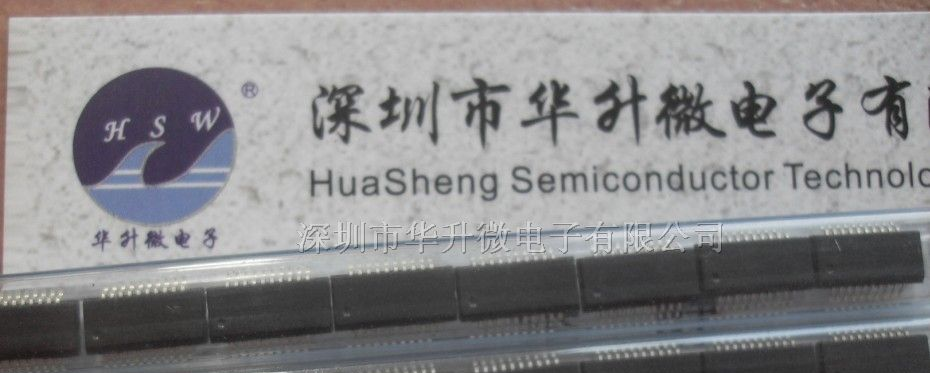 HSW
®
华升微电子
深圳市华升微电子有
HuaSheng Semiconductor Technolo
深圳市华升微电子有限公司